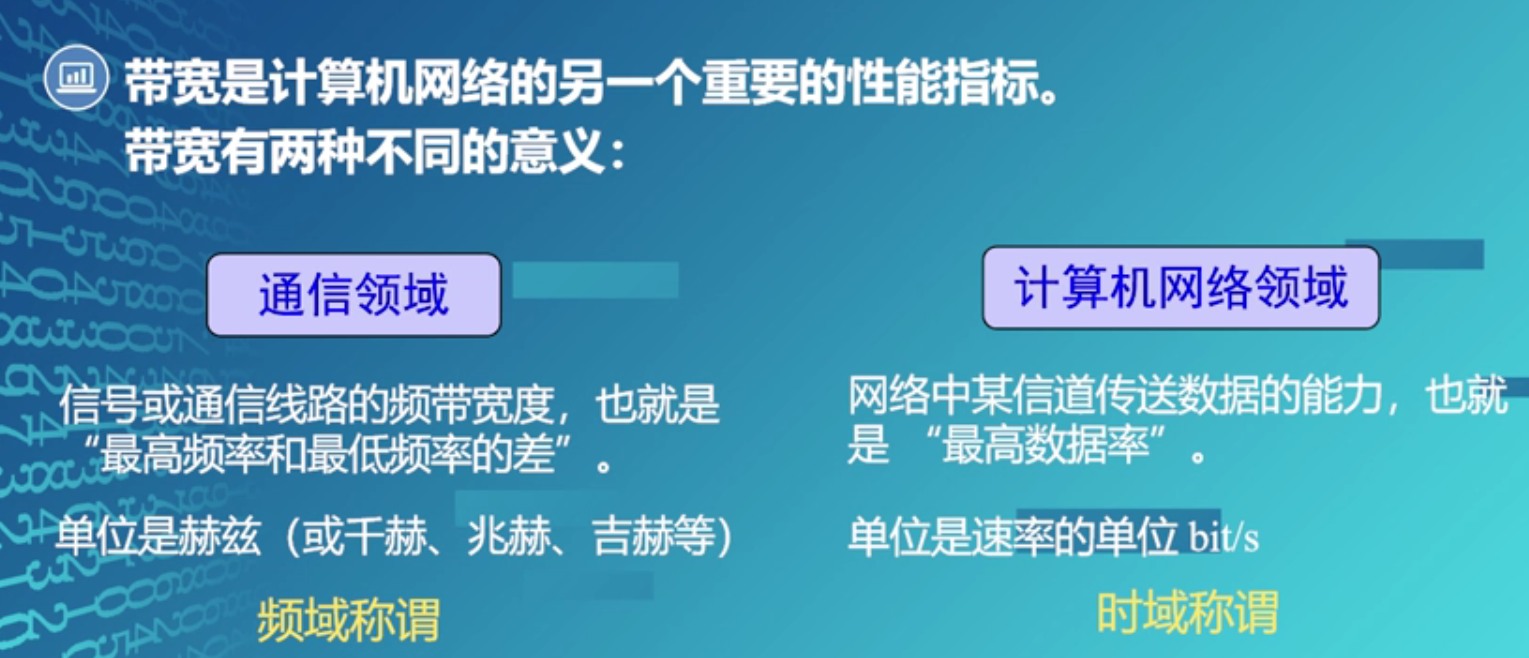 带宽是计算机网络的另一个重要的性能指标。
带宽有两种不同的意义：
通信领域
信号或通信线路的频带宽度，也就是
“最高频率和最低频率的差”。
单位是赫兹（或千赫、兆赫、吉赫等）
频域称谓
计算机网络领域
网络中某信道传送数据的能力，也就
是 “最高数据率”。
单位是速率的单位 bit/s
时域称谓